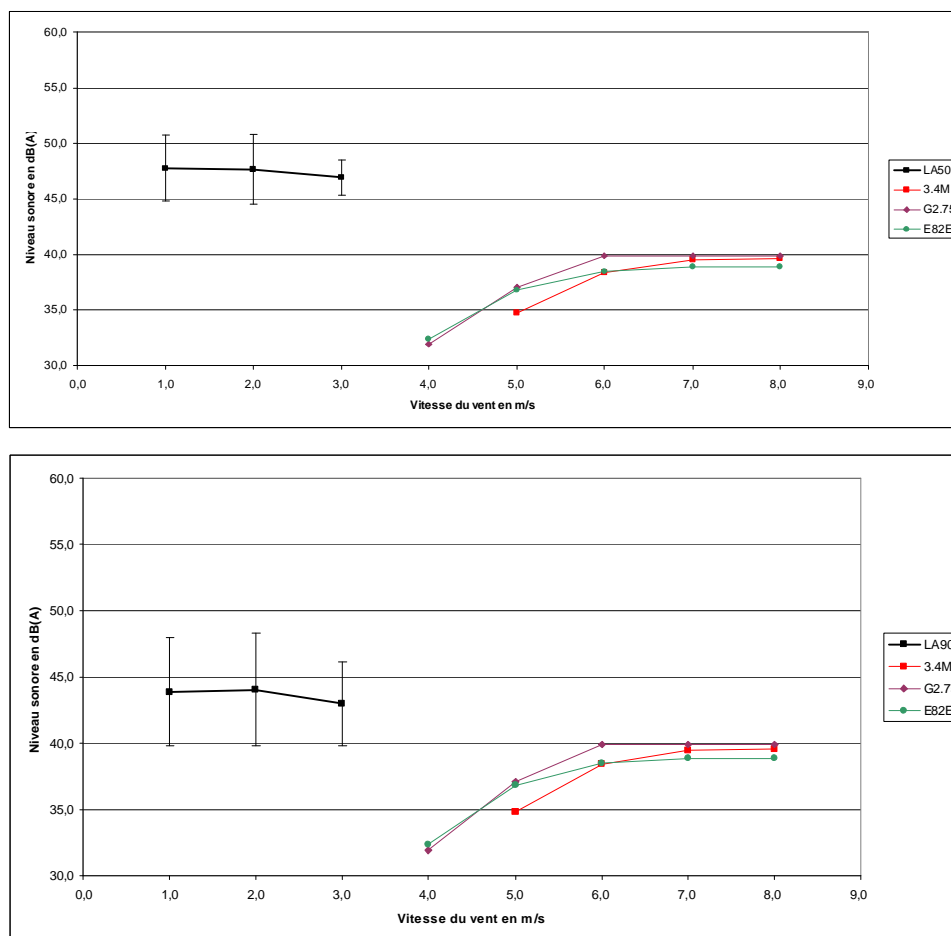 60,0
55,0
50,0
45,0
40,0
35,0
30,0
Niveau sonore en dB(A)
0,0 1,0 2,0 3,0 4,0 5,0 6,0 7,0 8,0 9,0
Vitesse du vent en m/s
LA50
3.4M
G2.75
E82E
60,0
55,0
50,0
45,0
40,0
35,0
30,0
Niveau sonore en dB(A)
0,0 1,0 2,0 3,0 4,0 5,0 6,0 7,0 8,0 9,0
Vitesse du vent en m/s
LA90
3.4M
G2.7
E82E